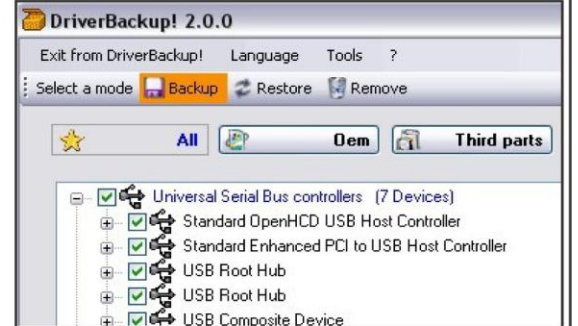 DriverBackup! 2.0.0
Exit from DriverBackup! Language Tools ?
Select a mode Backup Restore Remove
All Oem Third parts
Universal Serial Bus controllers (7 Devices)
Standard OpenHCD USB Host Controller
Standard Enhanced PCI to USB Host Controller
USB Root Hub
USB Root Hub
USB Composite Device